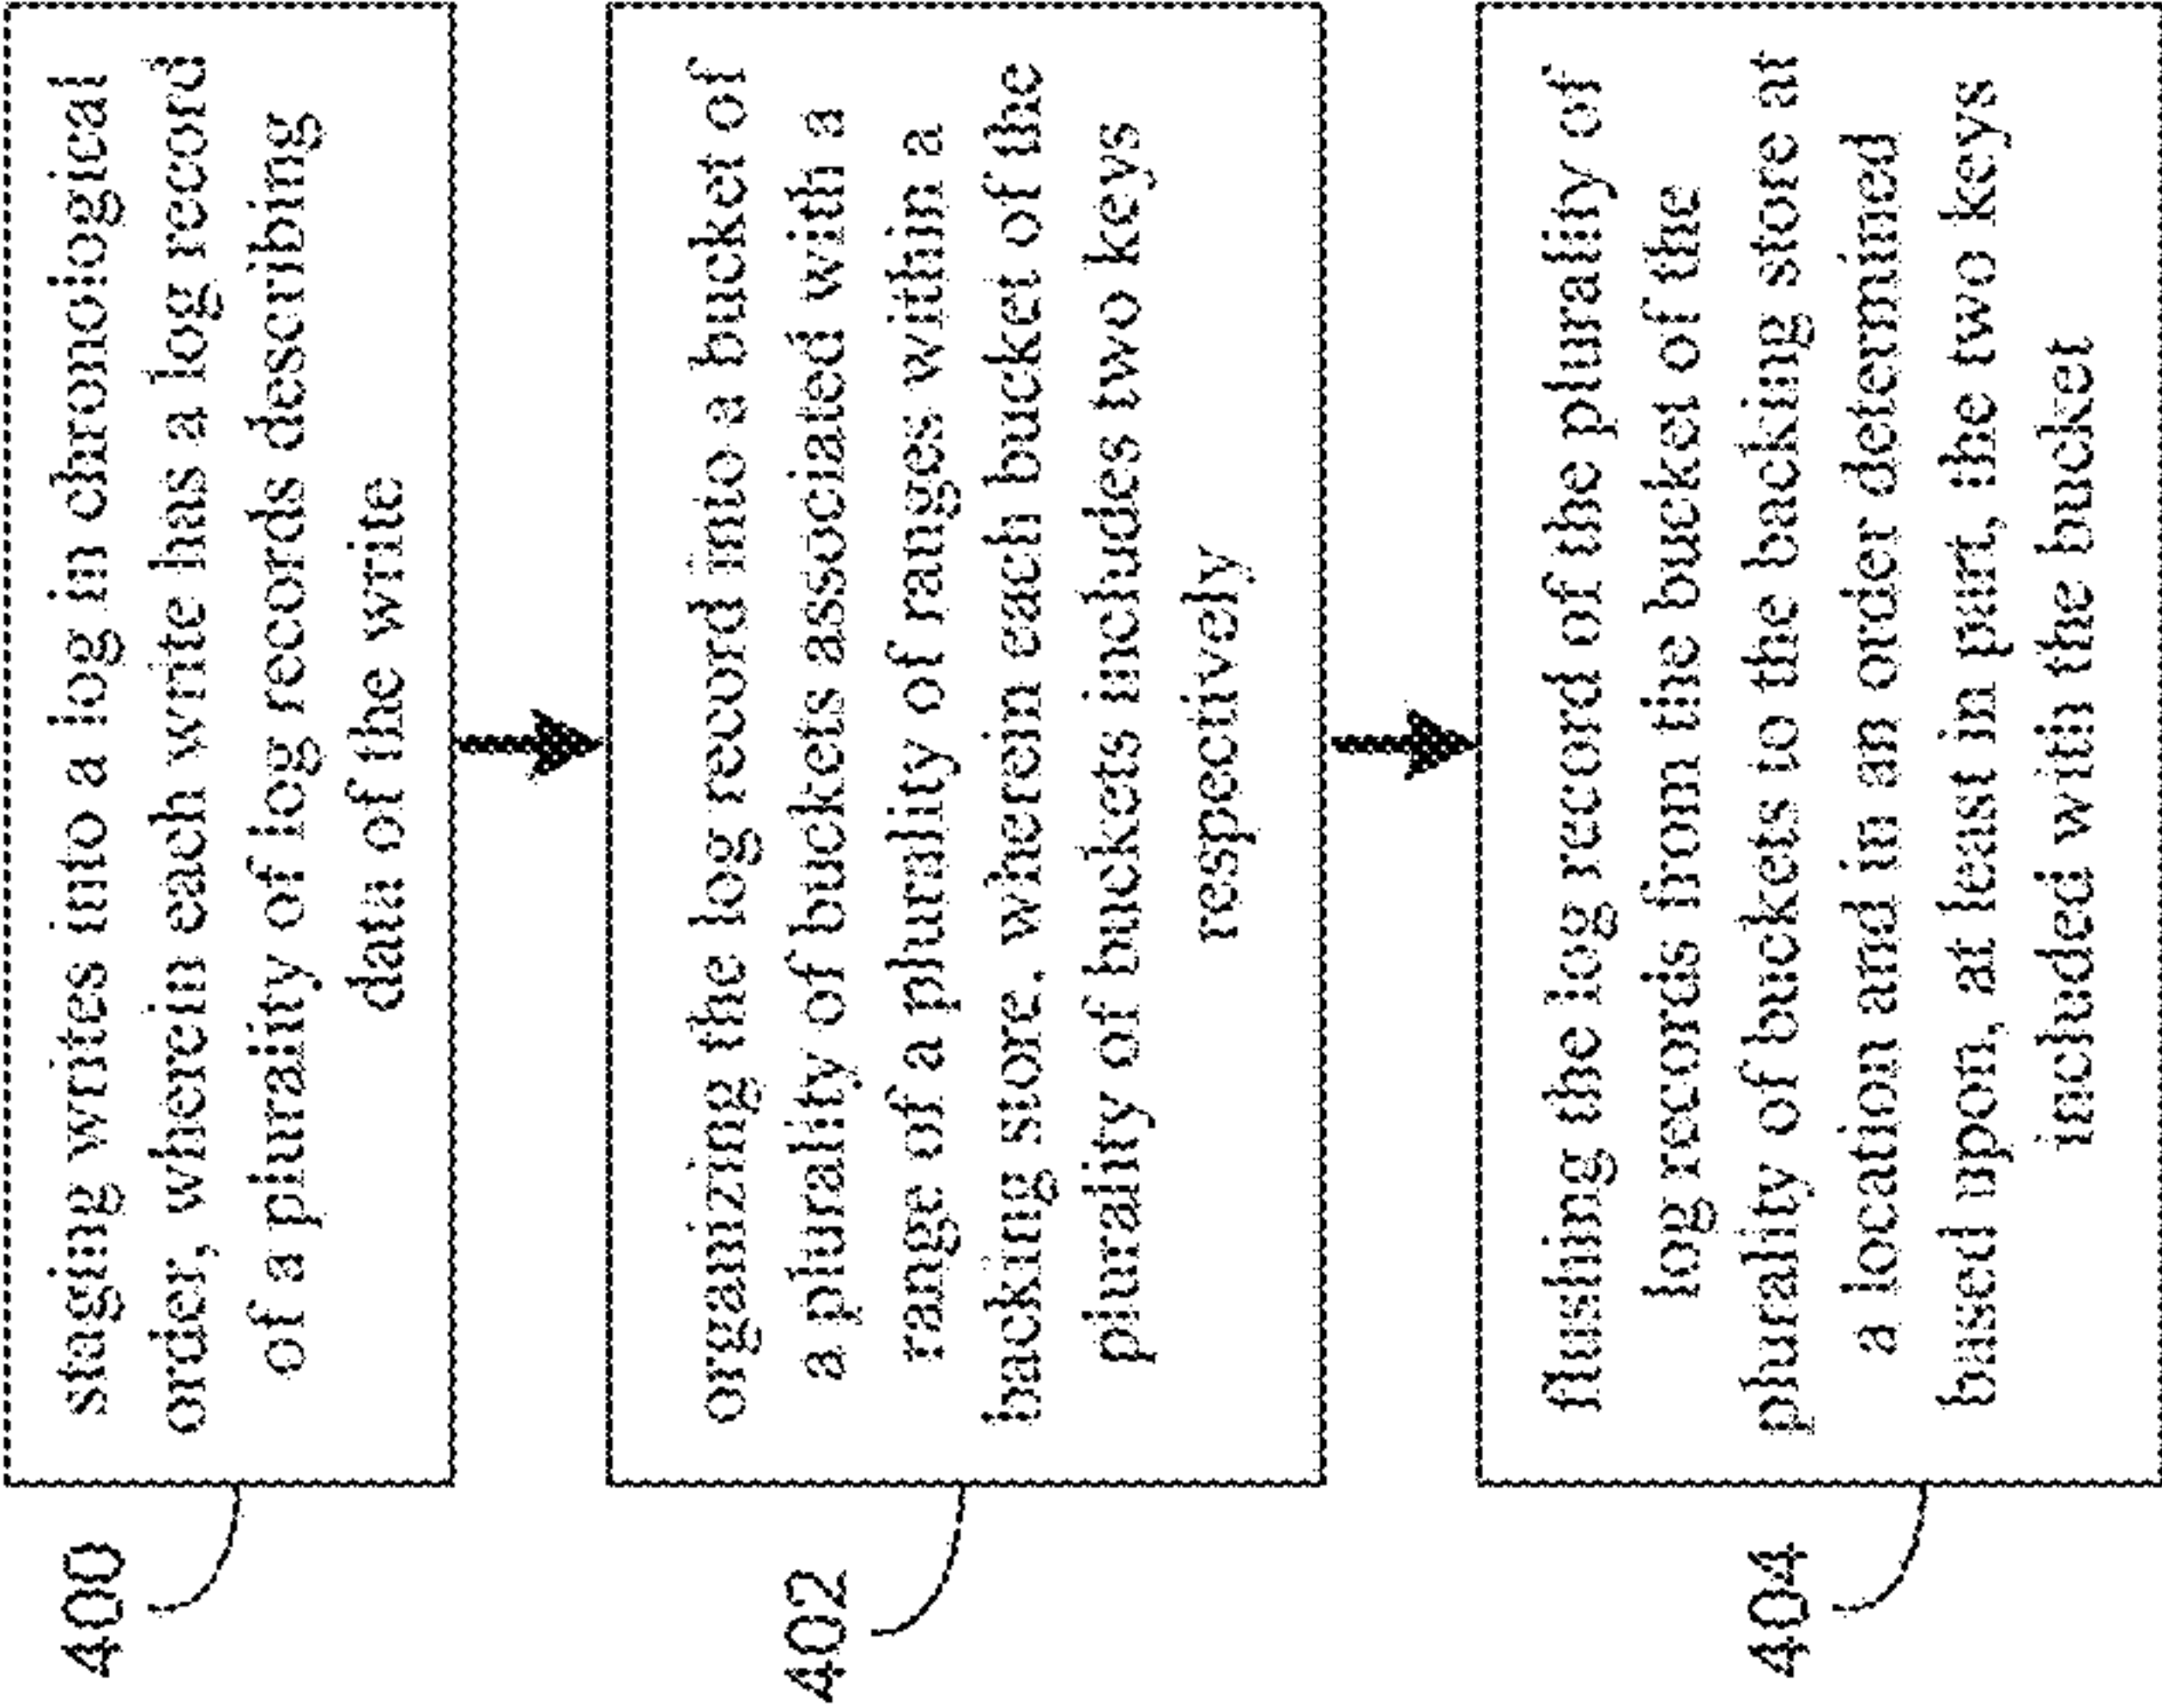 400
staging writes into a log in chronological
order, wherein each write has a log record
of a plurality of log records describing
data of the write
402
organizing the log record into a bucket of
a plurality of buckets associated with a
range of a plurality of ranges within a
backing store, wherein each bucket of the
plurality of buckets includes two keys
respectively
404
flushing the log record of the plurality of
log records from the bucket of the
plurality of buckets to the backing store at
a location and in an order determined
based upon, at least in part, the two keys
included with the bucket